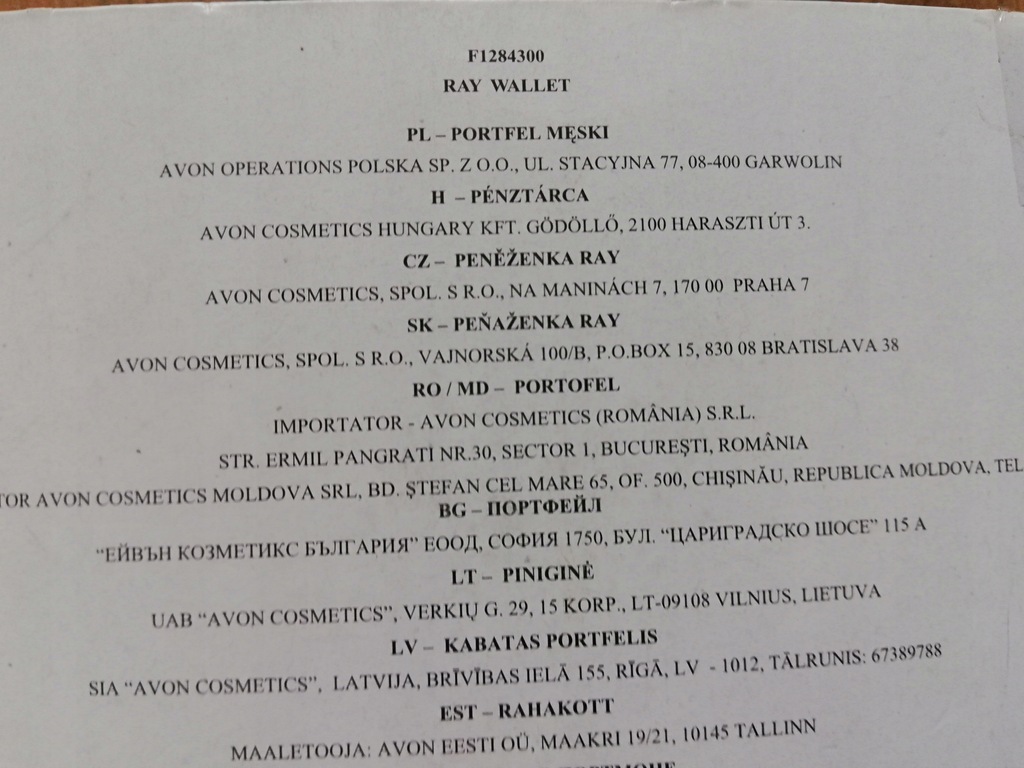 F1284300
RAY WALLET
PL – PORTFEL MĘSKI
AVON OPERATIONS POLSKA SP. Z O.O., UL. STACYJNA 77, 08-400 GARWOLIN
H – PÉNZTÁRCA
AVON COSMETICS HUNGARY KFT. GÖDÖLLŐ, 2100 HARASZTI ÚT 3.
CZ – PENĚŽENKA RAY
AVON COSMETICS, SPOL. S R.O., NA MANINÁCH 7, 170 00 PRAHA 7
SK – PEŇAŽENKA RAY
AVON COSMETICS, SPOL. S R.O., VAJNORSKÁ 100/B, P.O.BOX 15, 830 08 BRATISLAVA 38
RO / MD – PORTOFEL
IMPORTATOR - AVON COSMETICS (ROMÂNIA) S.R.L.
STR. ERMIL PANGRATI NR.30, SECTOR 1, BUCUREŞTI, ROMÂNIA
TOR AVON COSMETICS MOLDOVA SRL, BD. ŞTEFAN CEL MARE 65, OF. 500, CHIŞINĂU, REPUBLICA MOLDOVA, TEL
BG – ПОРТФЕЙЛ
“ЕЙВЪН КОЗМЕТИКС БЪЛГАРИЯ” ЕООД, СОФИЯ 1750, БУЛ. “ЦАРИГРАДСКО ШОСЕ” 115 А
LT – PINIGINĖ
UAB “AVON COSMETICS”, VERKIŲ G. 29, 15 KORP., LT-09108 VILNIUS, LIETUVA
LV – KABATAS PORTFELIS
SIA “AVON COSMETICS”, LATVIJA, BRĪVĪBAS IELĀ 155, RĪGĀ, LV - 1012, TĀLRUNIS: 67389788
EST – RAHAKOTT
MAALETOOJA: AVON EESTI OÜ, MAAKRI 19/21, 10145 TALLINN